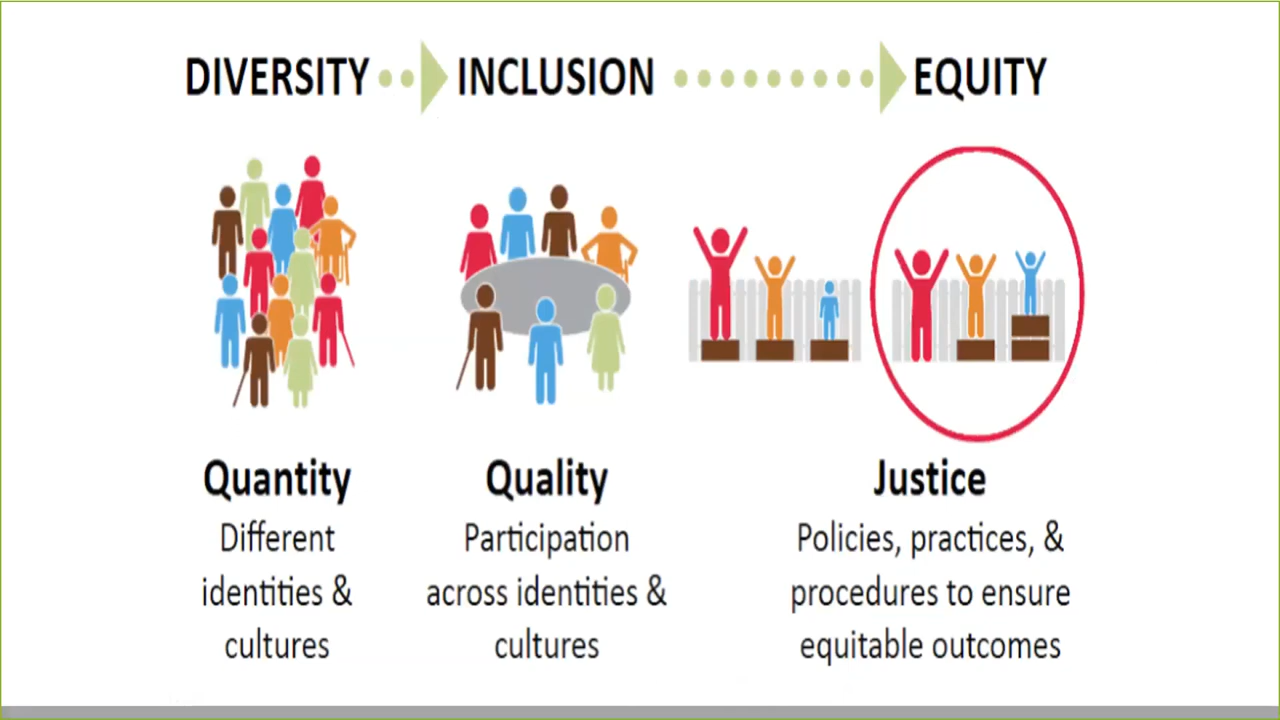 DIVERSITY INCLUSION EQUITY
Quantity
Different
identities &
cultures
Quality
Participation
across identities &
cultures
Justice
Policies, practices, &
procedures to ensure
equitable outcomes